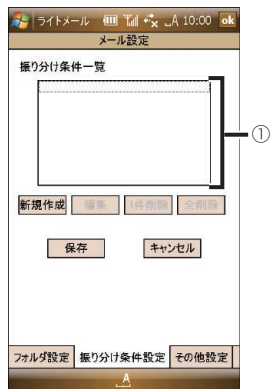 ライトメール A 10:00 ok
メール設定
振り分け条件一覧
①
新規作成 編集 1件削除 全削除
保存 キャンセル
フォルダ設定 振り分け条件設定 その他設定
A